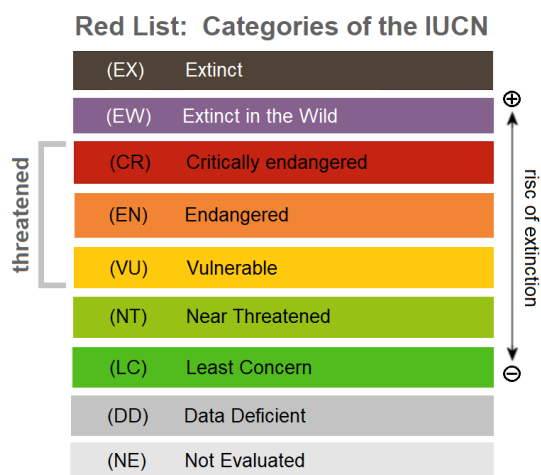 Red List: Categories of the IUCN
(EX) Extinct
(EW) Extinct in the Wild
(CR) Critically endangered
(EN) Endangered
(VU) Vulnerable
(NT) Near Threatened
(LC) Least Concern
(DD) Data Deficient
(NE) Not Evaluated
threatened
+
risc of extinction
−